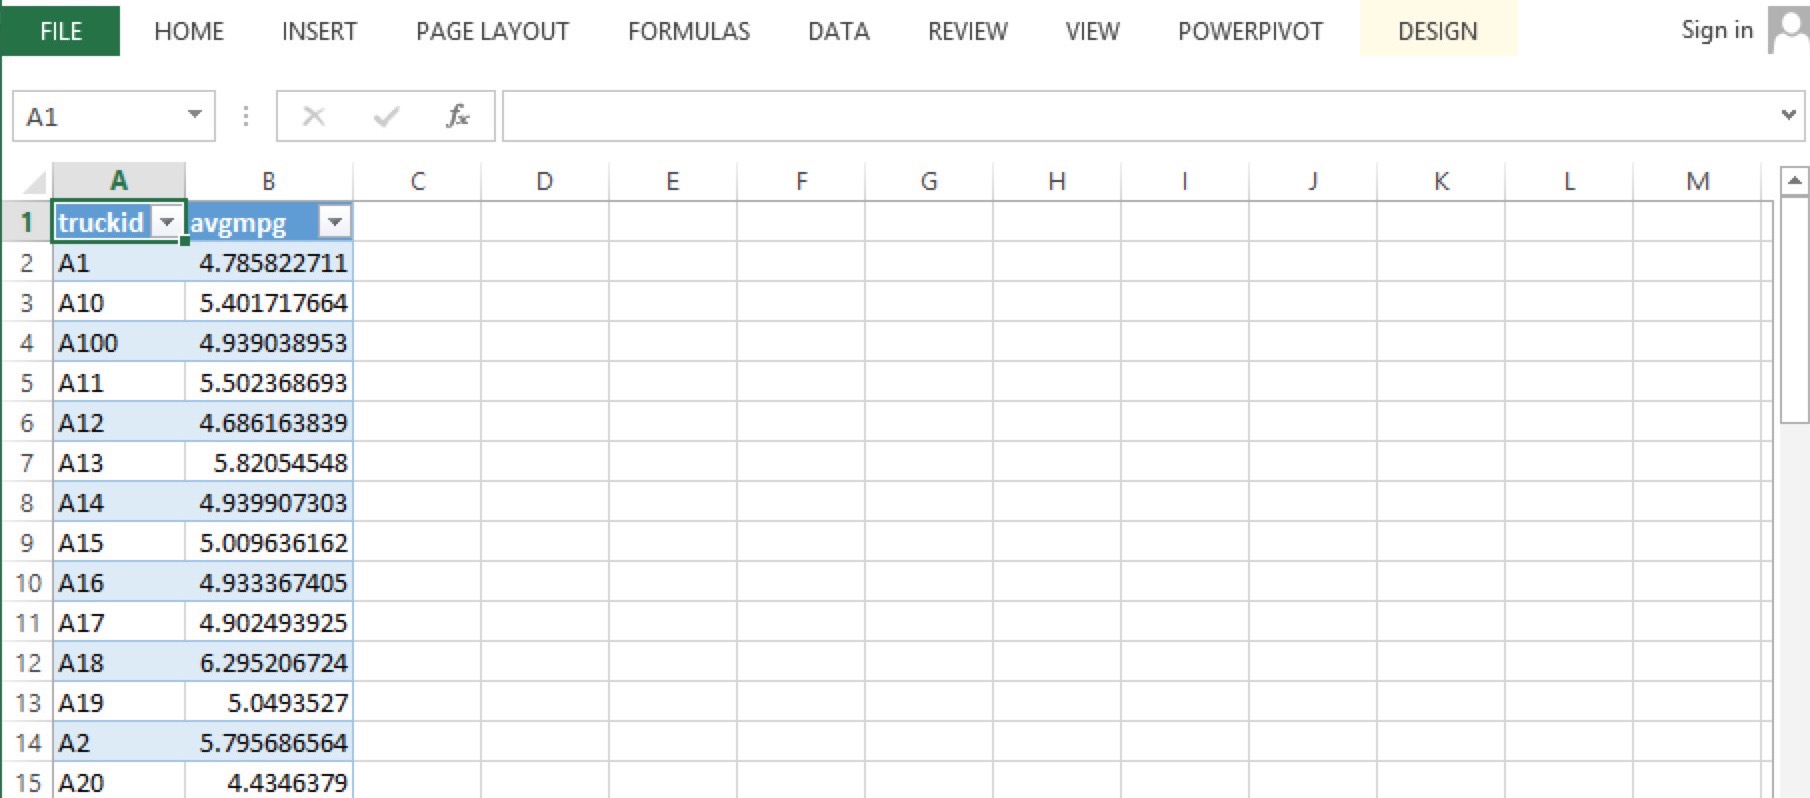 FILE HOME INSERT PAGE LAYOUT FORMULAS DATA REVIEW VIEW POWERPIVOT DESIGN Sign in
A1 fx
A B C D E F G H I J K L M
1 truckid avgmpg
2 A1 4.785822711
3 A10 5.401717664
4 A100 4.939038953
5 A11 5.502368693
6 A12 4.686163839
7 A13 5.82054548
8 A14 4.939907303
9 A15 5.009636162
10 A16 4.933367405
11 A17 4.902493925
12 A18 6.295206724
13 A19 5.0493527
14 A2 5.795686564
15 A20 4.4346379